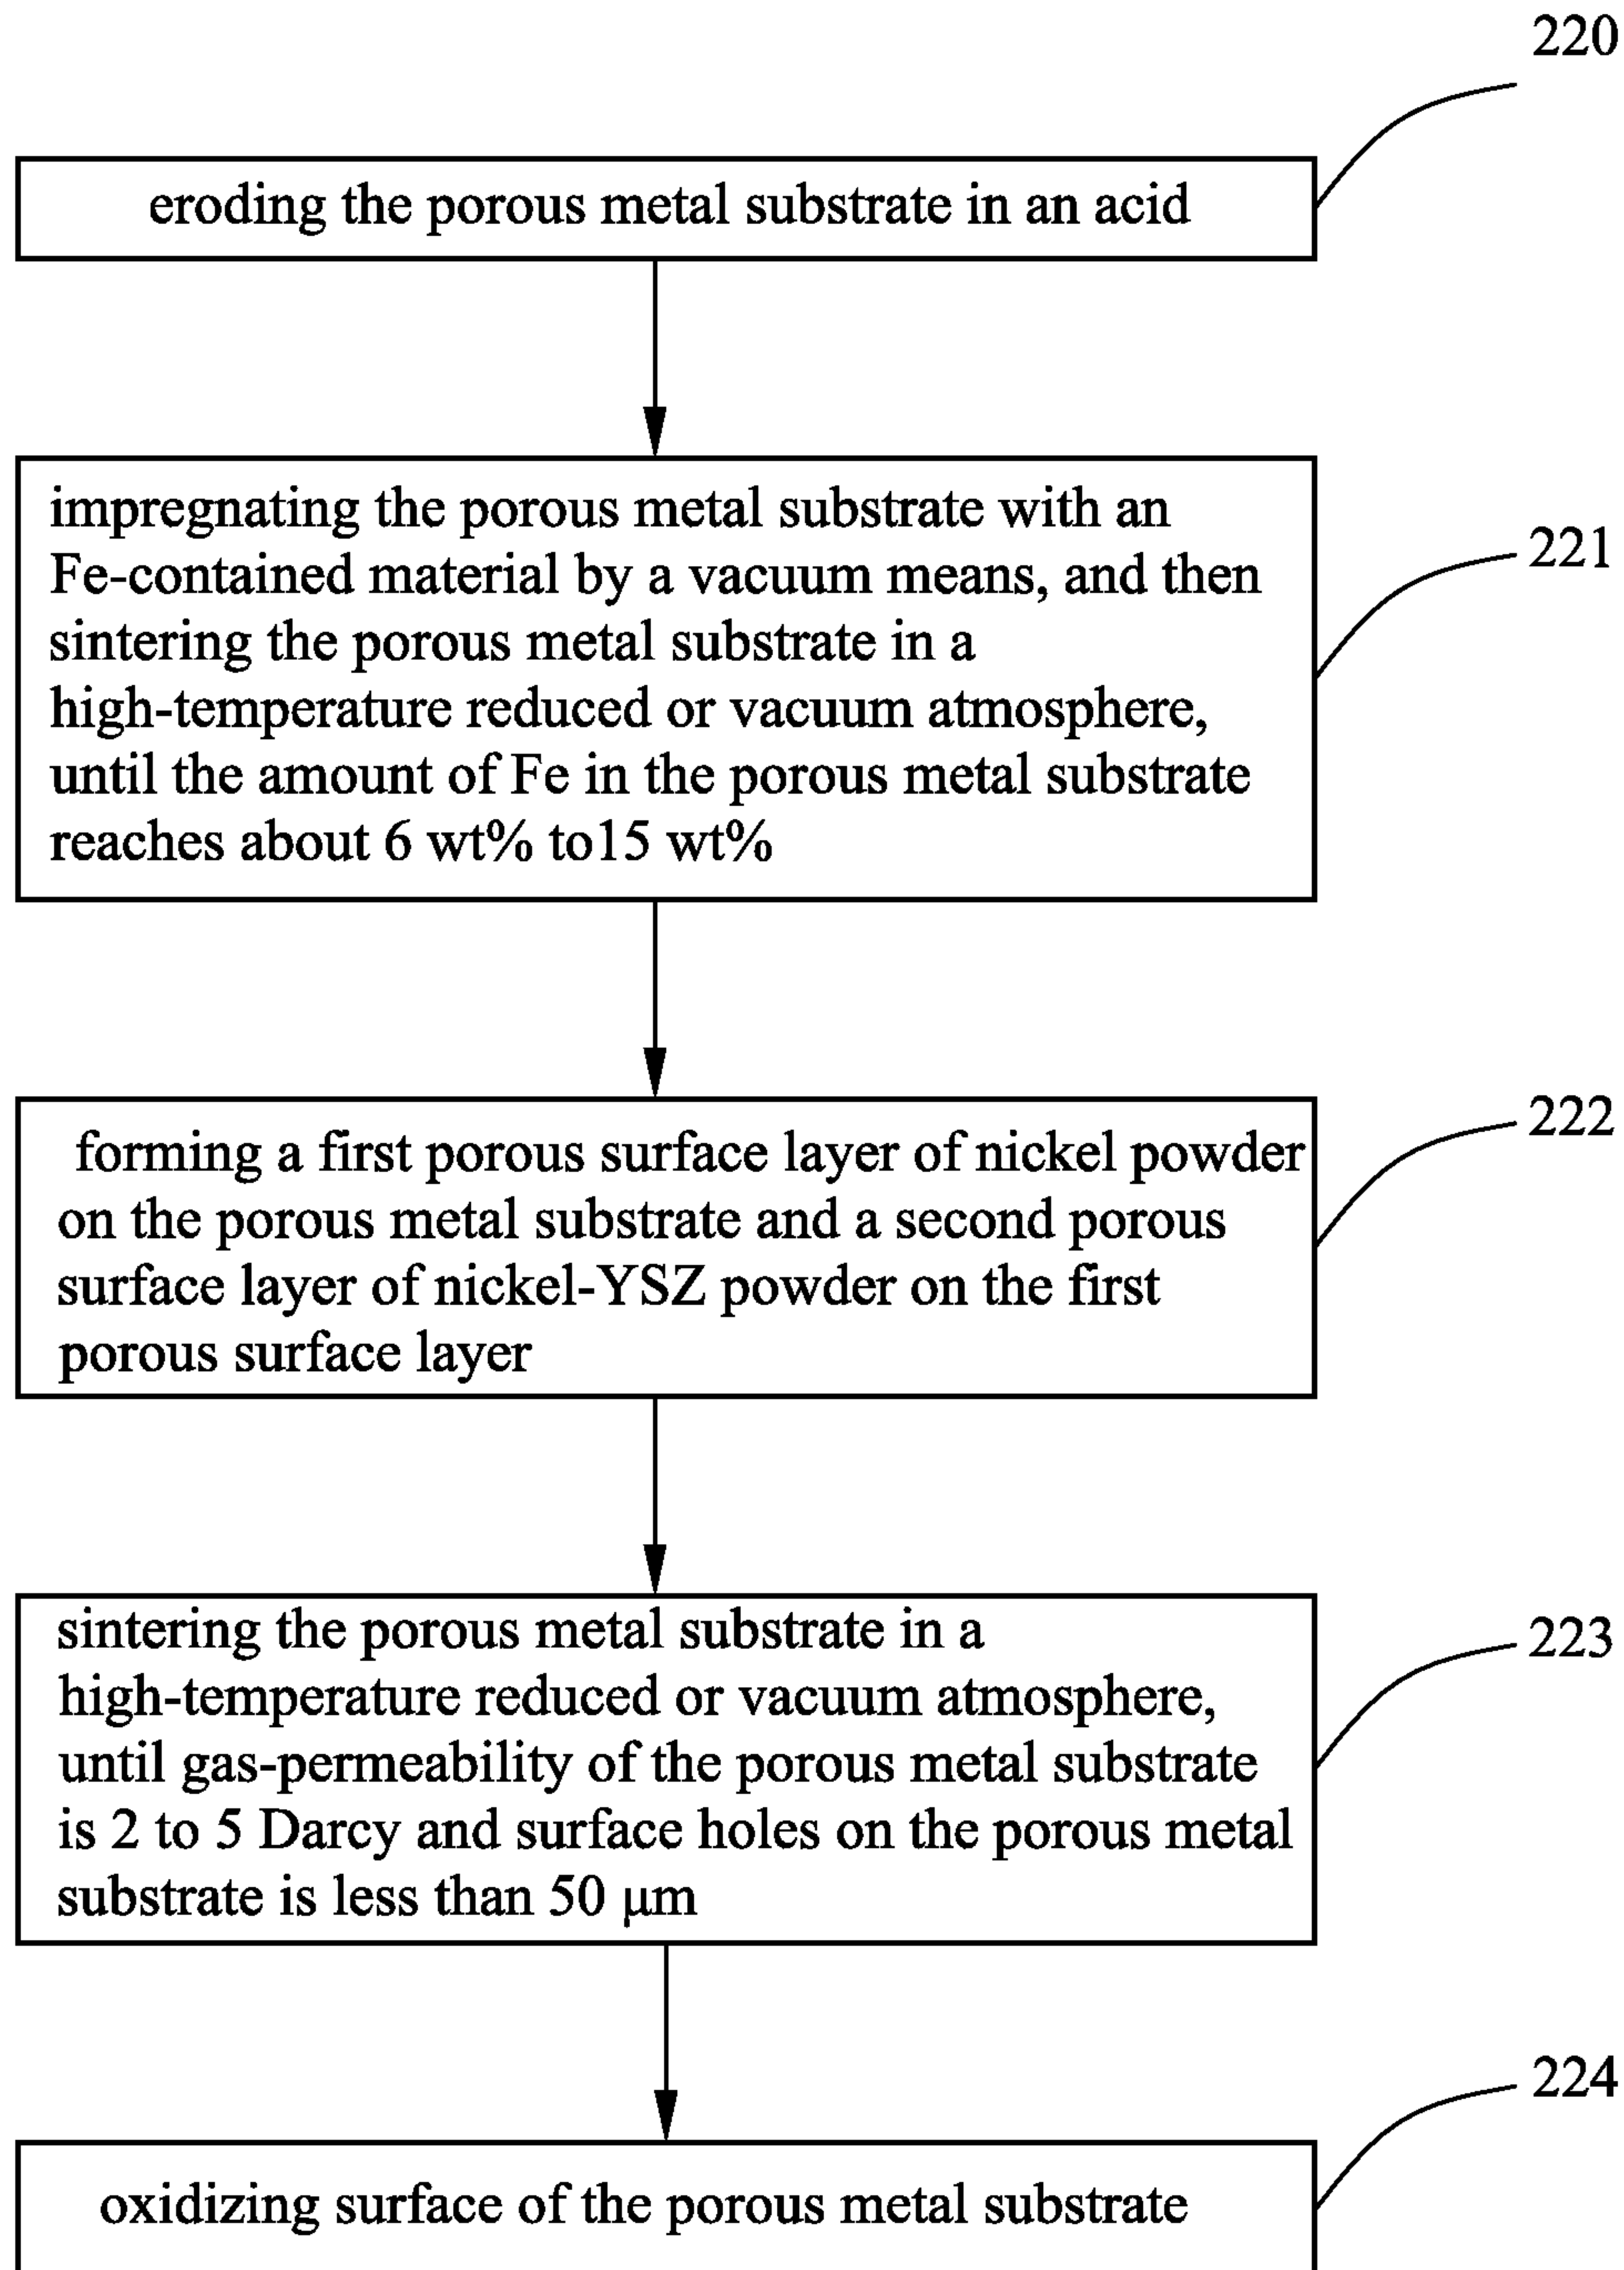 220
eroding the porous metal substrate in an acid
impregnating the porous metal substrate with an
Fe-contained material by a vacuum means, and then
sintering the porous metal substrate in a
high-temperature reduced or vacuum atmosphere,
until the amount of Fe in the porous metal substrate
reaches about 6 wt% to15 wt%
221
forming a first porous surface layer of nickel powder
on the porous metal substrate and a second porous
surface layer of nickel-YSZ powder on the first
porous surface layer
222
sintering the porous metal substrate in a
high-temperature reduced or vacuum atmosphere,
until gas-permeability of the porous metal substrate
is 2 to 5 Darcy and surface holes on the porous metal
substrate is less than 50 μm
223
224
oxidizing surface of the porous metal substrate